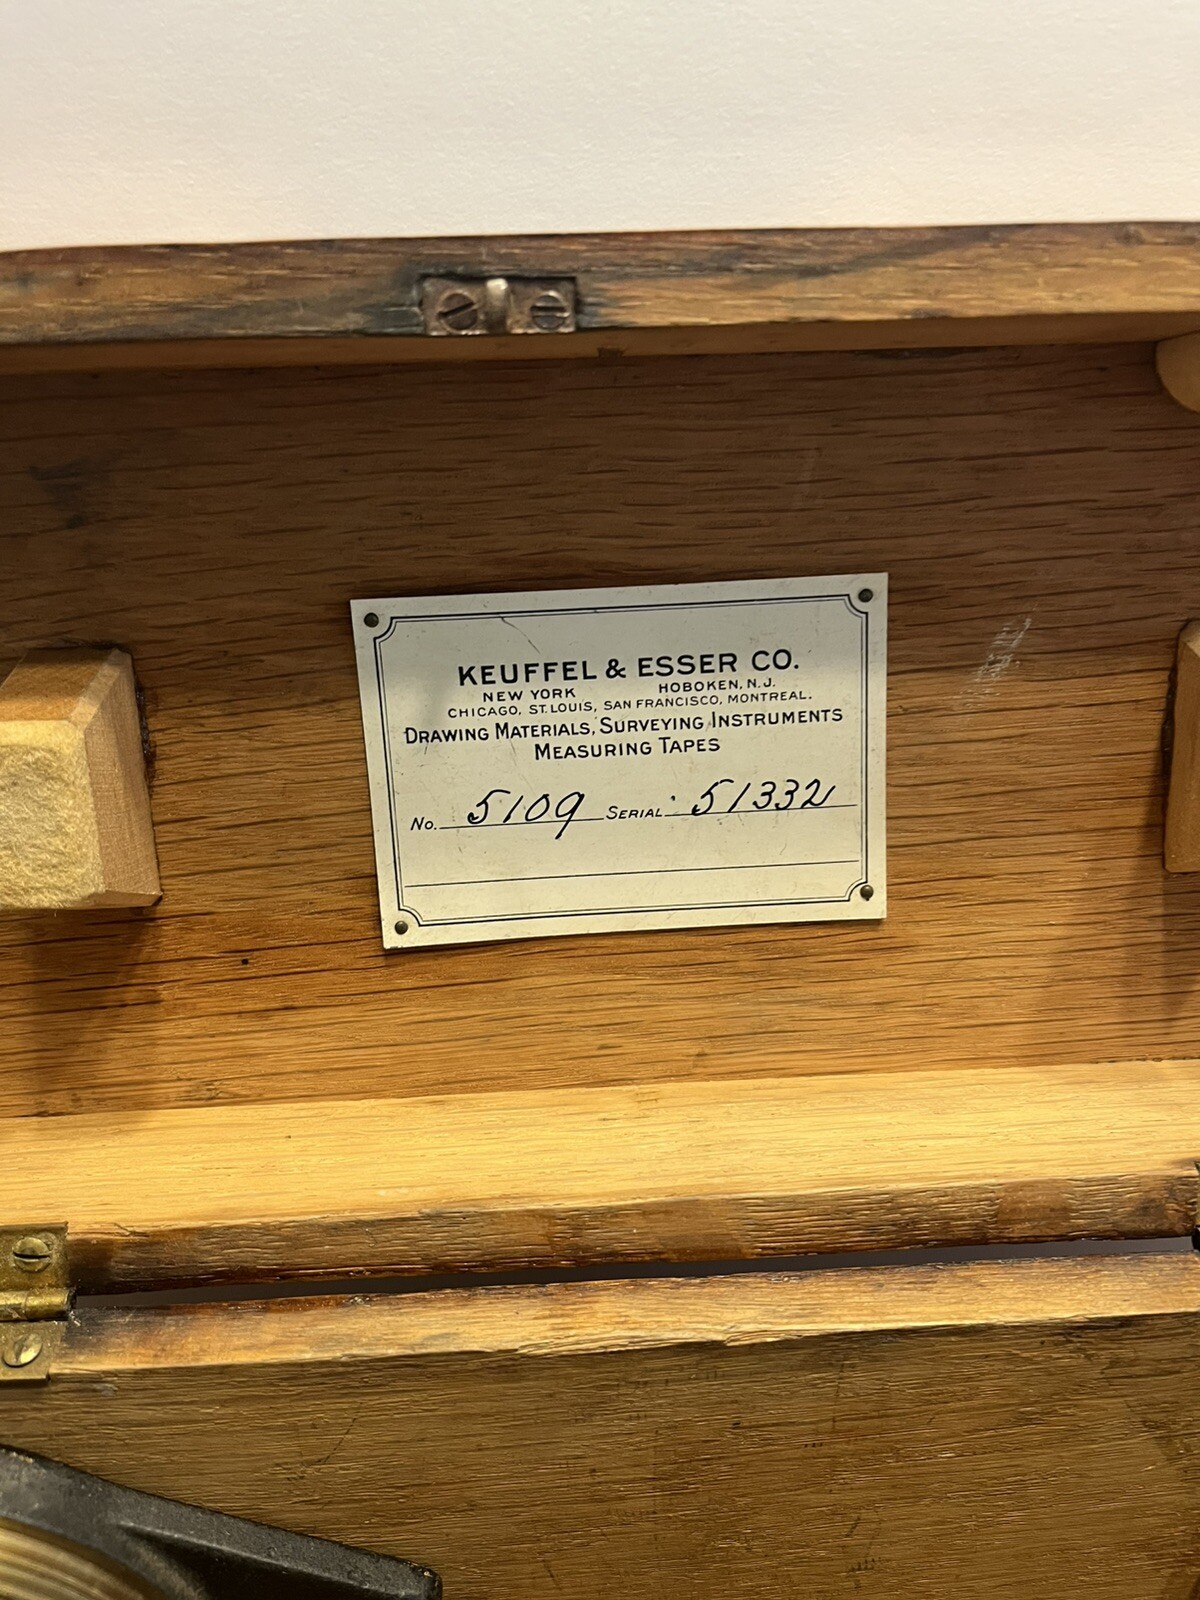 KEUFFEL & ESSER CO.
NEW YORK HOBOKEN, N.J.
CHICAGO, ST. LOUIS, SAN FRANCISCO, MONTREAL.
DRAWING MATERIALS, SURVEYING INSTRUMENTS
MEASURING TAPES
No. 5109 SERIAL 51332